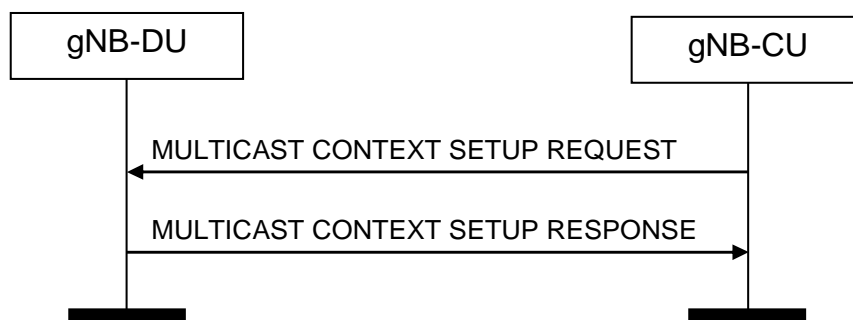 gNB-DU
gNB-CU
MULTICAST CONTEXT SETUP REQUEST
MULTICAST CONTEXT SETUP RESPONSE